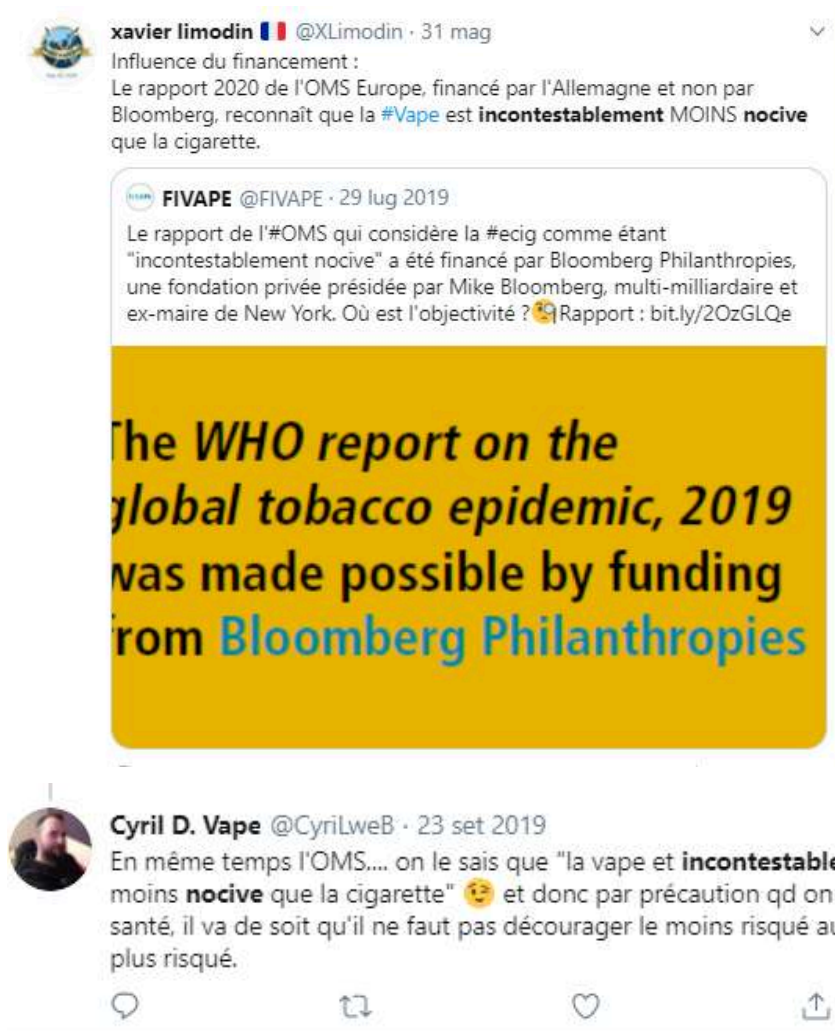 xavier limodin 🇫🇷 @XLimodin · 31 mag
Influence du financement :
Le rapport 2020 de l'OMS Europe, financé par l'Allemagne et non par
Bloomberg, reconnaît que la #Vape est incontestablement MOINS nocive
que la cigarette.
FIVAPE @FIVAPE · 29 lug 2019
Le rapport de l'#OMS qui considère la #ecig comme étant
"incontestablement nocive" a été financé par Bloomberg Philanthropies,
une fondation privée présidée par Mike Bloomberg, multi-milliardaire et
ex-maire de New York. Où est l'objectivité ?🧐Rapport : bit.ly/2OzGLQe
The WHO report on the
global tobacco epidemic, 2019
was made possible by funding
from Bloomberg Philanthropies
Cyril D. Vape @CyriLweB · 23 set 2019
En même temps l'OMS.... on le sais que "la vape et incontestable
moins nocive que la cigarette" 😉 et donc par précaution qd on
santé, il va de soit qu'il ne faut pas décourager le moins risqué au
plus risqué.